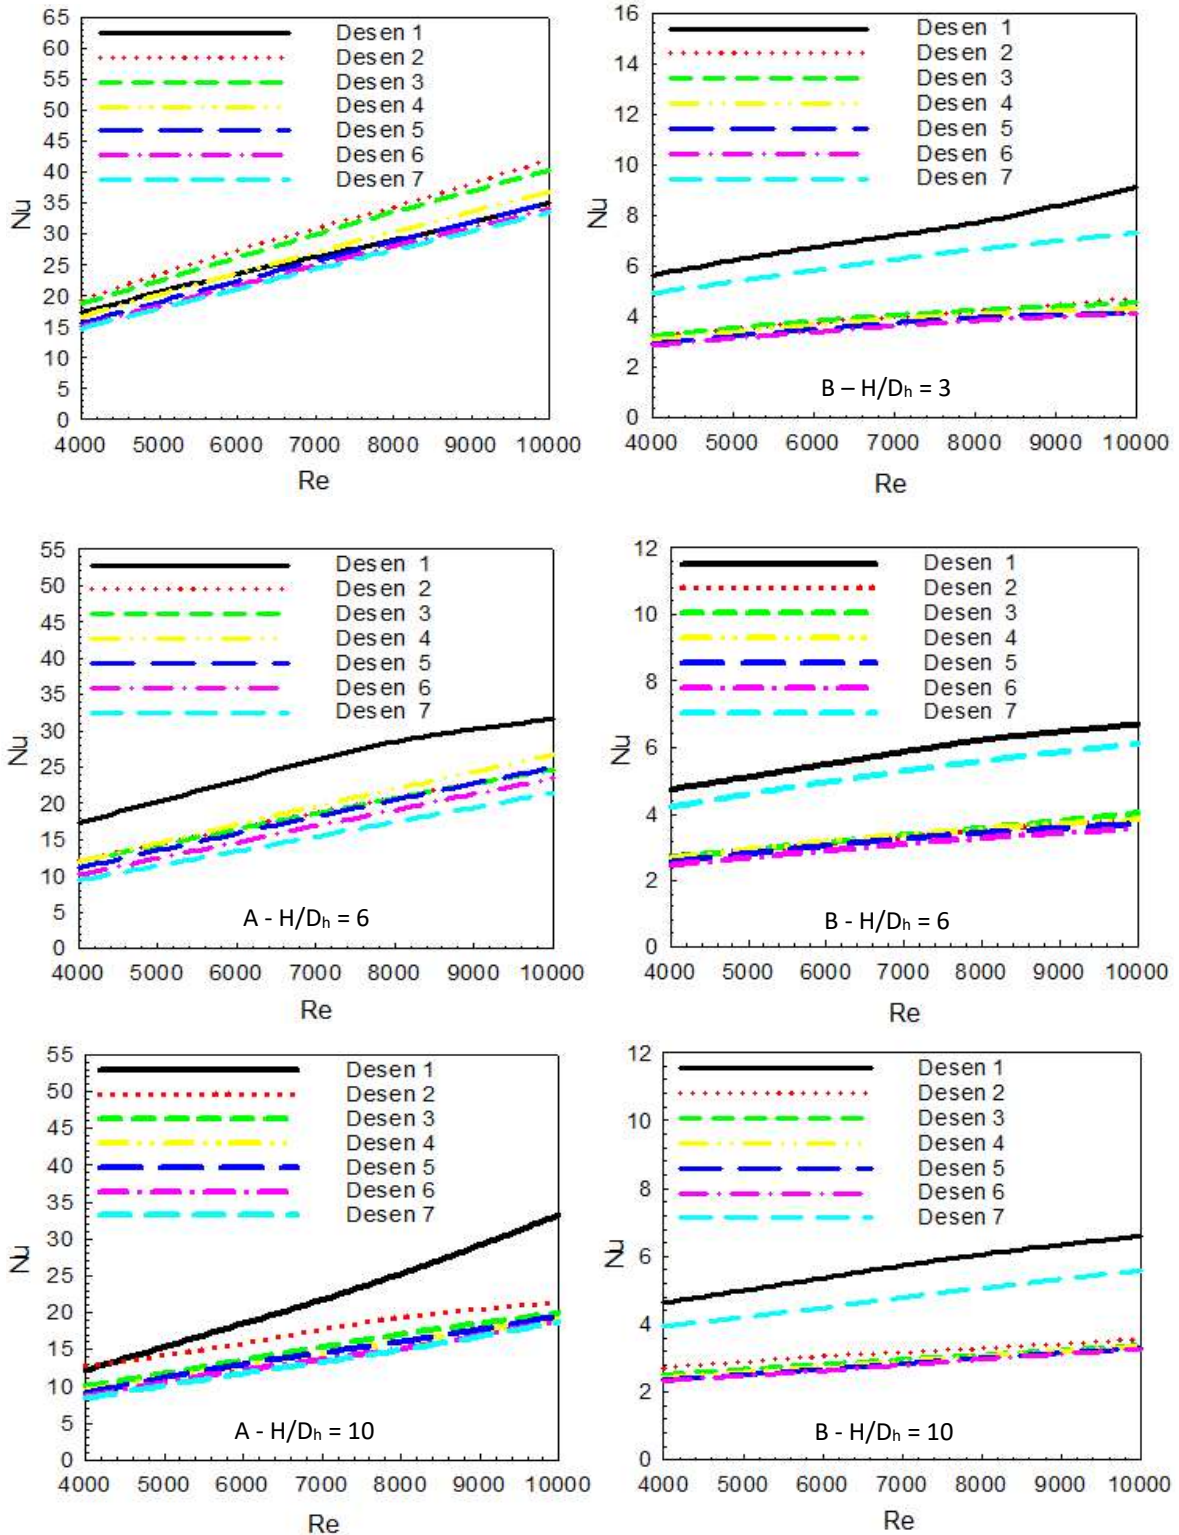 65
60
55
50
45
40
35
30
25
20
15
10
5
0
Nu
Desen 1
Desen 2
Desen 3
Desen 4
Desen 5
Desen 6
Desen 7
4000 5000 6000 7000 8000 9000 10000
Re
16
14
12
10
8
6
4
2
0
Nu
Desen 1
Desen 2
Desen 3
Desen 4
Desen 5
Desen 6
Desen 7
B – H/Dₕ = 3
4000 5000 6000 7000 8000 9000 10000
Re
55
50
45
40
35
30
25
20
15
10
5
0
Nu
Desen 1
Desen 2
Desen 3
Desen 4
Desen 5
Desen 6
Desen 7
A - H/Dₕ = 6
4000 5000 6000 7000 8000 9000 10000
Re
12
10
8
6
4
2
0
Nu
Desen 1
Desen 2
Desen 3
Desen 4
Desen 5
Desen 6
Desen 7
B - H/Dₕ = 6
4000 5000 6000 7000 8000 9000 10000
Re
55
50
45
40
35
30
25
20
15
10
5
0
Nu
Desen 1
Desen 2
Desen 3
Desen 4
Desen 5
Desen 6
Desen 7
A - H/Dₕ = 10
4000 5000 6000 7000 8000 9000 10000
Re
12
10
8
6
4
2
0
Nu
Desen 1
Desen 2
Desen 3
Desen 4
Desen 5
Desen 6
Desen 7
B - H/Dₕ = 10
4000 5000 6000 7000 8000 9000 10000
Re